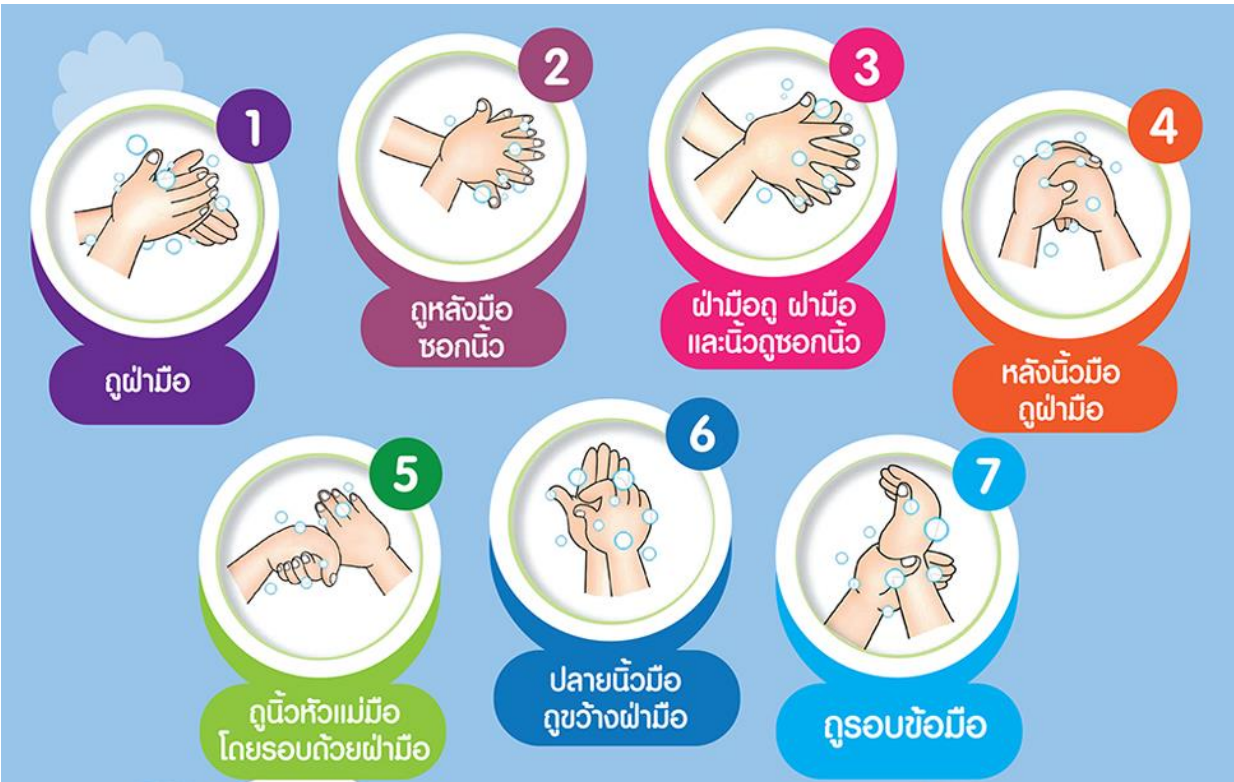 1
ถูฝ่ามือ
2
ถูหลังมือ
ซอกนิ้ว
3
ฝ่ามือถู ฝามือ
และนิ้วถูซอกนิ้ว
4
หลังนิ้วมือ
ถูฝ่ามือ
5
ถูนิ้วหัวแม่มือ
โดยรอบด้วยฝ่ามือ
6
ปลายนิ้วมือ
ถูขวางฝ่ามือ
7
ถูรอบข้อมือ